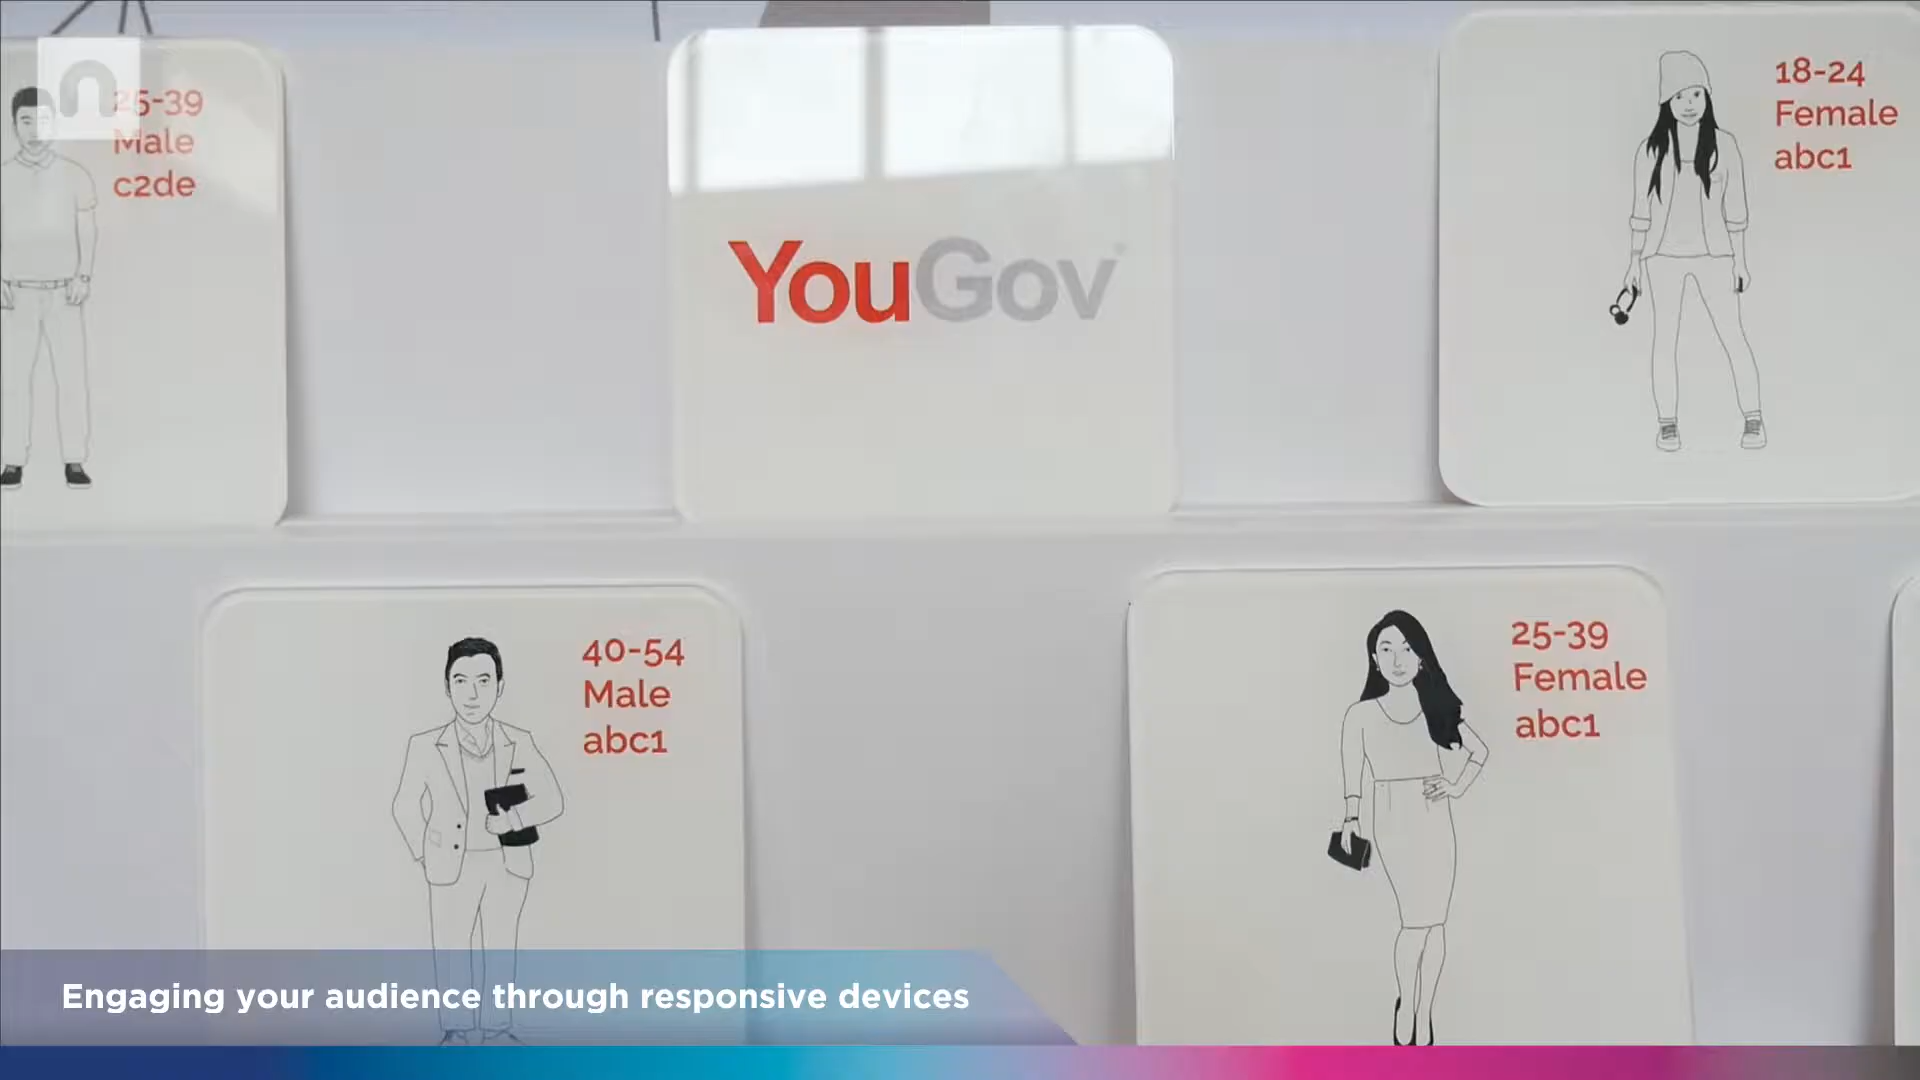 25-39
Male
c2de
YouGov
18-24
Female
abc1
40-54
Male
abc1
25-39
Female
abc1
Engaging your audience through responsive devices